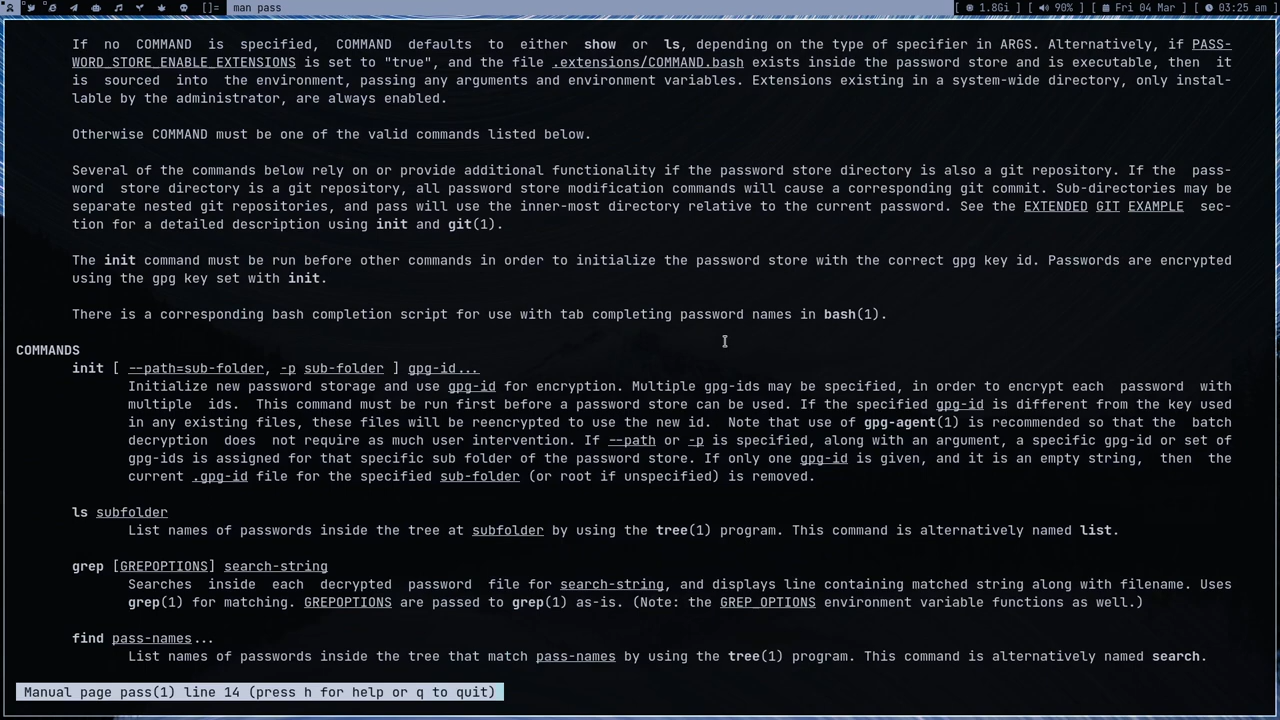 []= man pass 1.8Gi 90% Fri 04 Mar 03:25 am
If no COMMAND is specified, COMMAND defaults to either show or ls, depending on the type of specifier in ARGS. Alternatively, if PASS-
WORD_STORE_ENABLE_EXTENSIONS is set to "true", and the file .extensions/COMMAND.bash exists inside the password store and is executable, then it
is sourced into the environment, passing any arguments and environment variables. Extensions existing in a system-wide directory, only instal-
lable by the administrator, are always enabled.
Otherwise COMMAND must be one of the valid commands listed below.
Several of the commands below rely on or provide additional functionality if the password store directory is also a git repository. If the pass-
word store directory is a git repository, all password store modification commands will cause a corresponding git commit. Sub-directories may be
separate nested git repositories, and pass will use the inner-most directory relative to the current password. See the EXTENDED GIT EXAMPLE sec-
tion for a detailed description using init and git(1).
The init command must be run before other commands in order to initialize the password store with the correct gpg key id. Passwords are encrypted
using the gpg key set with init.
There is a corresponding bash completion script for use with tab completing password names in bash(1).
COMMANDS
init [ --path=sub-folder, -p sub-folder ] gpg-id...
Initialize new password storage and use gpg-id for encryption. Multiple gpg-ids may be specified, in order to encrypt each password with
multiple ids. This command must be run first before a password store can be used. If the specified gpg-id is different from the key used
in any existing files, these files will be reencrypted to use the new id. Note that use of gpg-agent(1) is recommended so that the batch
decryption does not require as much user intervention. If --path or -p is specified, along with an argument, a specific gpg-id or set of
gpg-ids is assigned for that specific sub folder of the password store. If only one gpg-id is given, and it is an empty string, then the
current .gpg-id file for the specified sub-folder (or root if unspecified) is removed.
ls subfolder
List names of passwords inside the tree at subfolder by using the tree(1) program. This command is alternatively named list.
grep [GREPOPTIONS] search-string
Searches inside each decrypted password file for search-string, and displays line containing matched string along with filename. Uses
grep(1) for matching. GREPOPTIONS are passed to grep(1) as-is. (Note: the GREP_OPTIONS environment variable functions as well.)
find pass-names...
List names of passwords inside the tree that match pass-names by using the tree(1) program. This command is alternatively named search.
Manual page pass(1) line 14 (press h for help or q to quit)